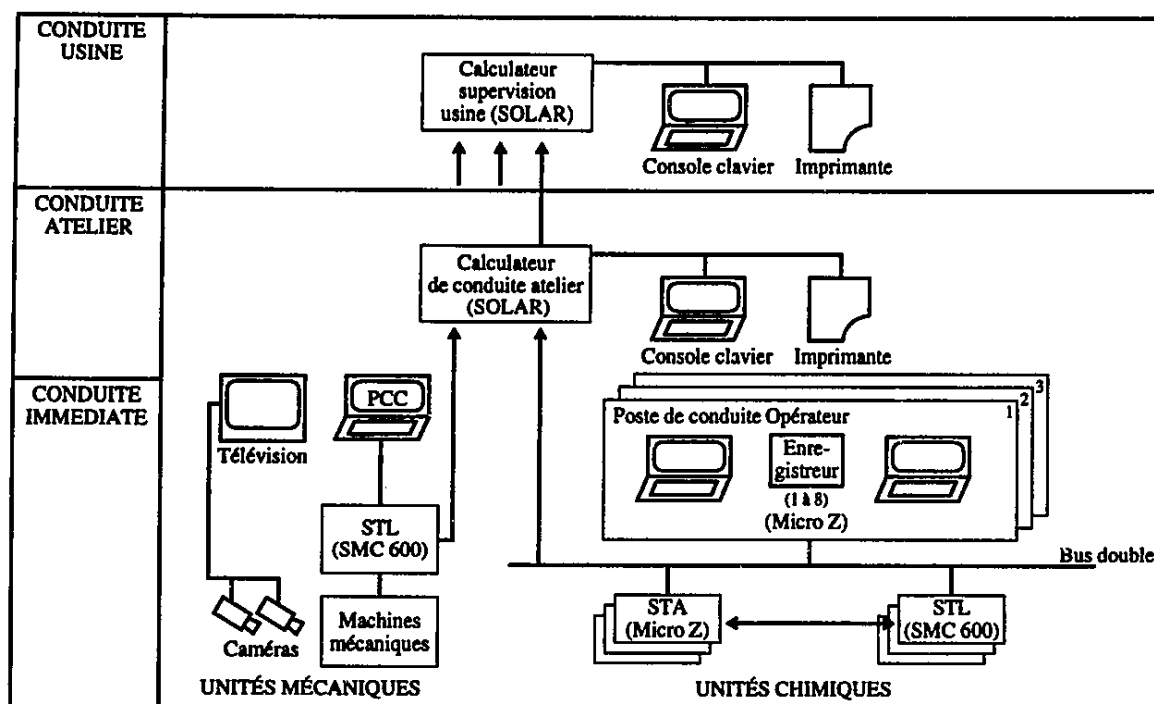 CONDUITE
USINE
Calculateur
supervision
usine (SOLAR)
Console clavier
Imprimante
CONDUITE
ATELIER
Calculateur
de conduite atelier
(SOLAR)
Console clavier
Imprimante
CONDUITE
IMMEDIATE
Télévision
PCC
STL
(SMC 600)
Machines
mécaniques
Caméras
UNITÉS MÉCANIQUES
3
2
1
Poste de conduite Opérateur
Enre-
gistreur
(1 à 8)
(Micro Z)
Bus double
STA
(Micro Z)
STL
(SMC 600)
UNITÉS CHIMIQUES